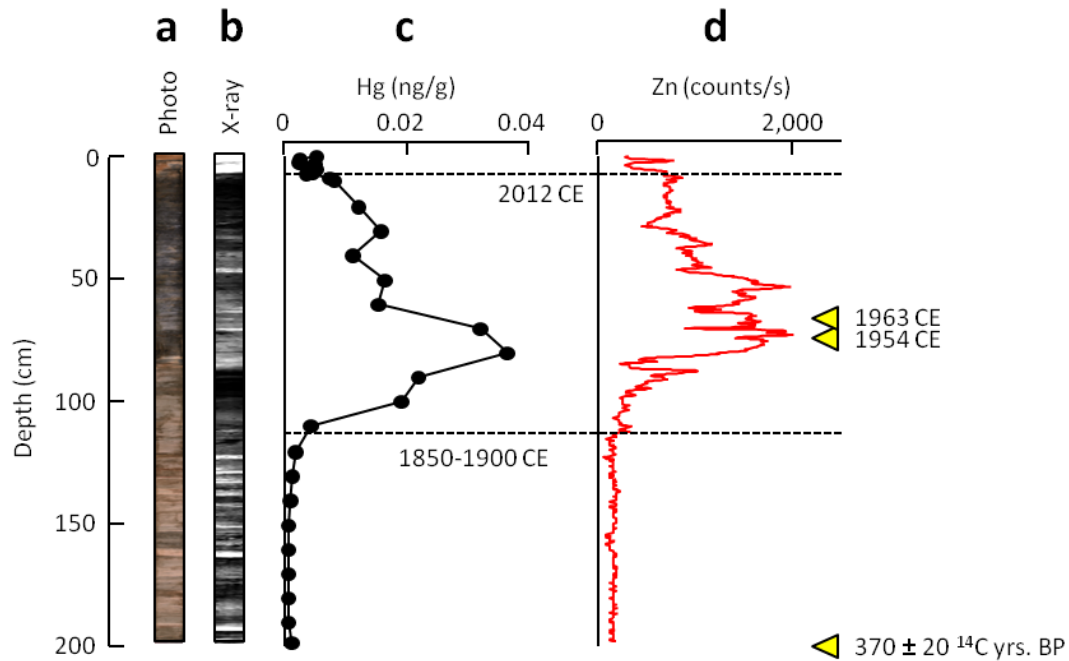 a b c d
Photo
X-ray
Hg (ng/g)
Zn (counts/s)
0 0.02 0.04
0 2,000
Depth (cm)
0
50
100
150
200
2012 CE
1850-1900 CE
1963 CE
1954 CE
370 ± 20 ¹⁴C yrs. BP